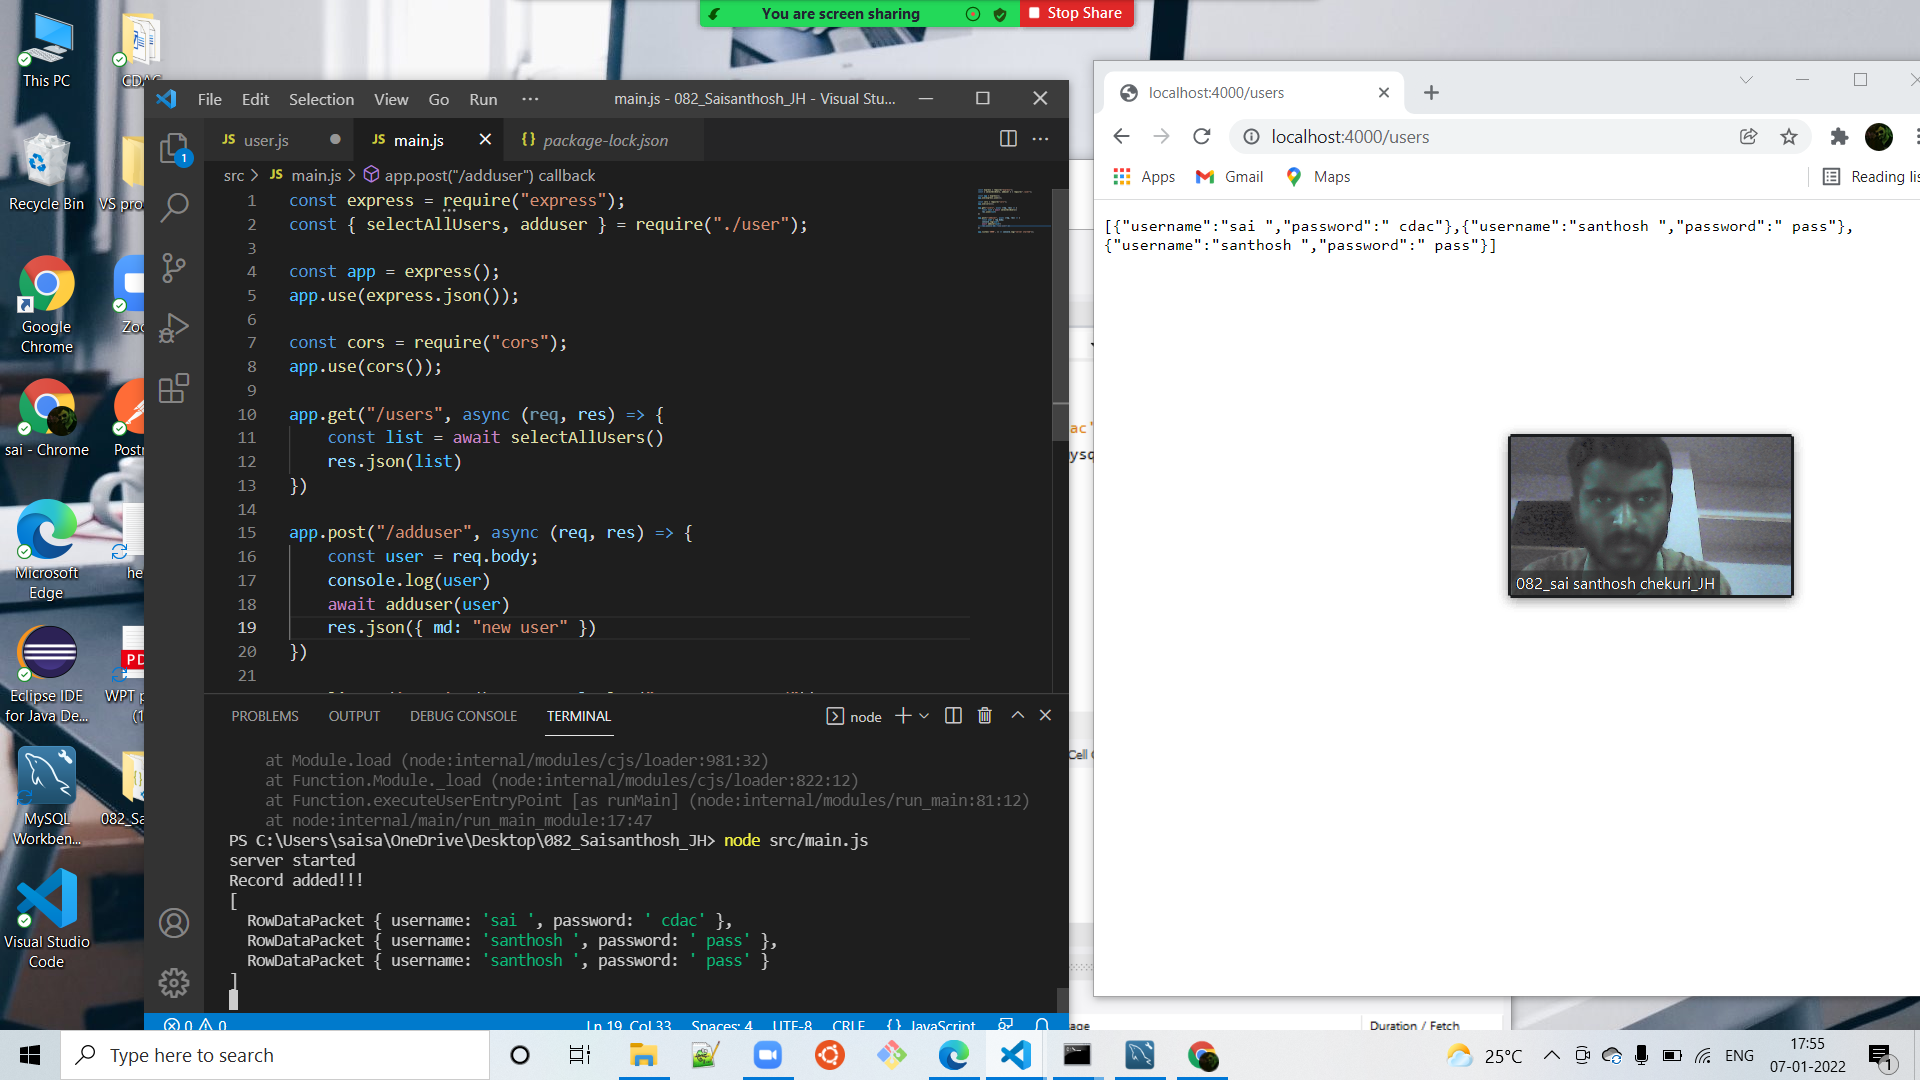 You are screen sharing
Stop Share
This PC
CDAC
Recycle Bin
VS pro
Google
Chrome
Zoo
sai - Chrome
Post
Microsoft
Edge
he
Eclipse IDE
for Java De...
WPT p
(1
MySQL
Workben...
082_Sa
Visual Studio
Code
File Edit Selection View Go Run ···
main.js - 082_Saisanthosh_JH - Visual Stu...
JS user.js
JS main.js
{} package-lock.json
src > JS main.js > app.post("/adduser") callback
1 const express = require("express");
2 const { selectAllUsers, adduser } = require("./user");
3
4 const app = express();
5 app.use(express.json());
6
7 const cors = require("cors");
8 app.use(cors());
9
10 app.get("/users", async (req, res) => {
11 const list = await selectAllUsers()
12 res.json(list)
13 })
14
15 app.post("/adduser", async (req, res) => {
16 const user = req.body;
17 console.log(user)
18 await adduser(user)
19 res.json({ md: "new user" })
20 })
21
PROBLEMS OUTPUT DEBUG CONSOLE TERMINAL
node
at Module.load (node:internal/modules/cjs/loader:981:32)
at Function.Module._load (node:internal/modules/cjs/loader:822:12)
at Function.executeUserEntryPoint [as runMain] (node:internal/modules/run_main:81:12)
at node:internal/main/run_main_module:17:47
PS C:\Users\saisa\OneDrive\Desktop\082_Saisanthosh_JH> node src/main.js
server started
Record added!!!
[
RowDataPacket { username: 'sai ', password: ' cdac' },
RowDataPacket { username: 'santhosh ', password: ' pass' },
RowDataPacket { username: 'santhosh ', password: ' pass' }
]
0 0 Ln 19, Col 33 Spaces: 4 UTF-8 CRLF {} JavaScript
localhost:4000/users
localhost:4000/users
Apps Gmail Maps
Reading lis
[{"username":"sai ","password":" cdac"},{"username":"santhosh ","password":" pass"},
{"username":"santhosh ","password":" pass"}]
082_sai santhosh chekuri_JH
ac'
ysq
Cell
age
Duration / Fetch
Type here to search
25°C
ENG
17:55
07-01-2022
1